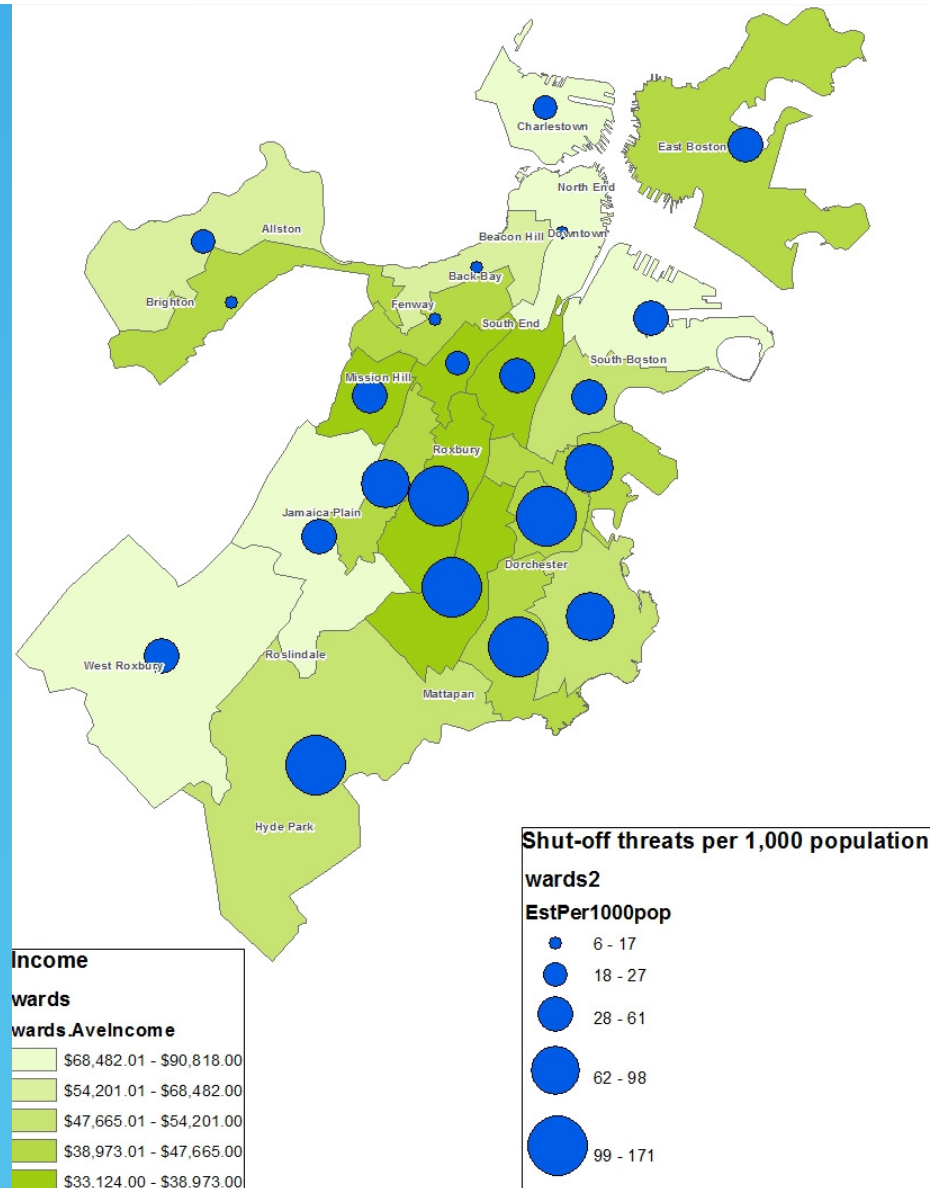 Charlestown
East Boston
North End
Allston
Beacon Hill
Downtown
Back Bay
Brighton
Fenway
South End
South Boston
Mission Hill
Roxbury
Jamaica Plain
Dorchester
Roslindale
West Roxbury
Mattapan
Hyde Park
Shut-off threats per 1,000 population
wards2
EstPer1000pop
6 - 17
18 - 27
28 - 61
62 - 98
99 - 171
Income
wards
wards.AveIncome
$68,482.01 - $90,818.00
$54,201.01 - $68,482.00
$47,665.01 - $54,201.00
$38,973.01 - $47,665.00
$33,124.00 - $38,973.00